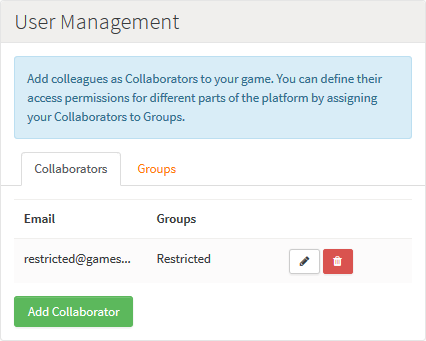 User Management
Add colleagues as Collaborators to your game. You can define their
access permissions for different parts of the platform by assigning
your Collaborators to Groups.
Collaborators Groups
Email Groups
restricted@games... Restricted
Add Collaborator